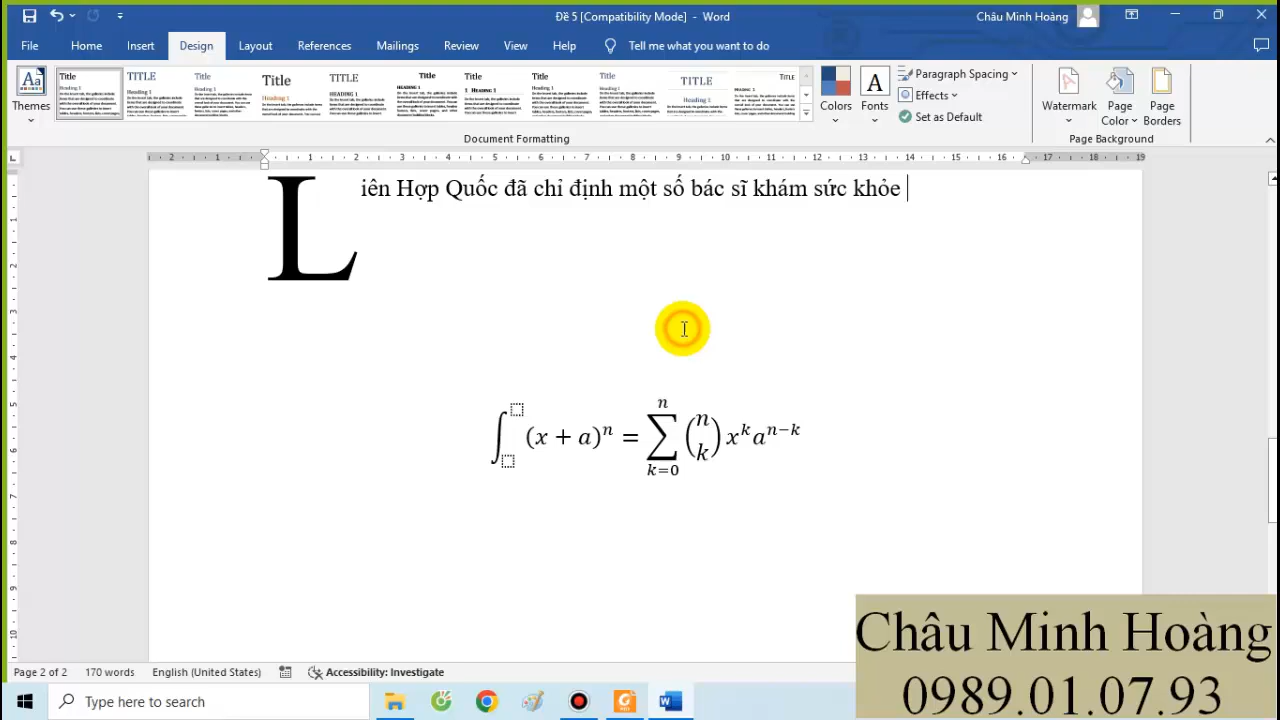 Đề 5 [Compatibility Mode] - Word
Châu Minh Hoàng
File Home Insert Design Layout References Mailings Review View Help Tell me what you want to do
Themes
Colors
Fonts
Paragraph Spacing
Effects
Set as Default
Watermark
Page Color
Page Borders
Document Formatting
Page Background
Liên Hợp Quốc đã chỉ định một số bác sĩ khám sức khỏe
∫ (x + a)^n = ∑_{k=0}^{n} (n k) x^k a^{n−k}
Châu Minh Hoàng
0989.01.07.93
Page 2 of 2 170 words English (United States) Accessibility: Investigate
Type here to search